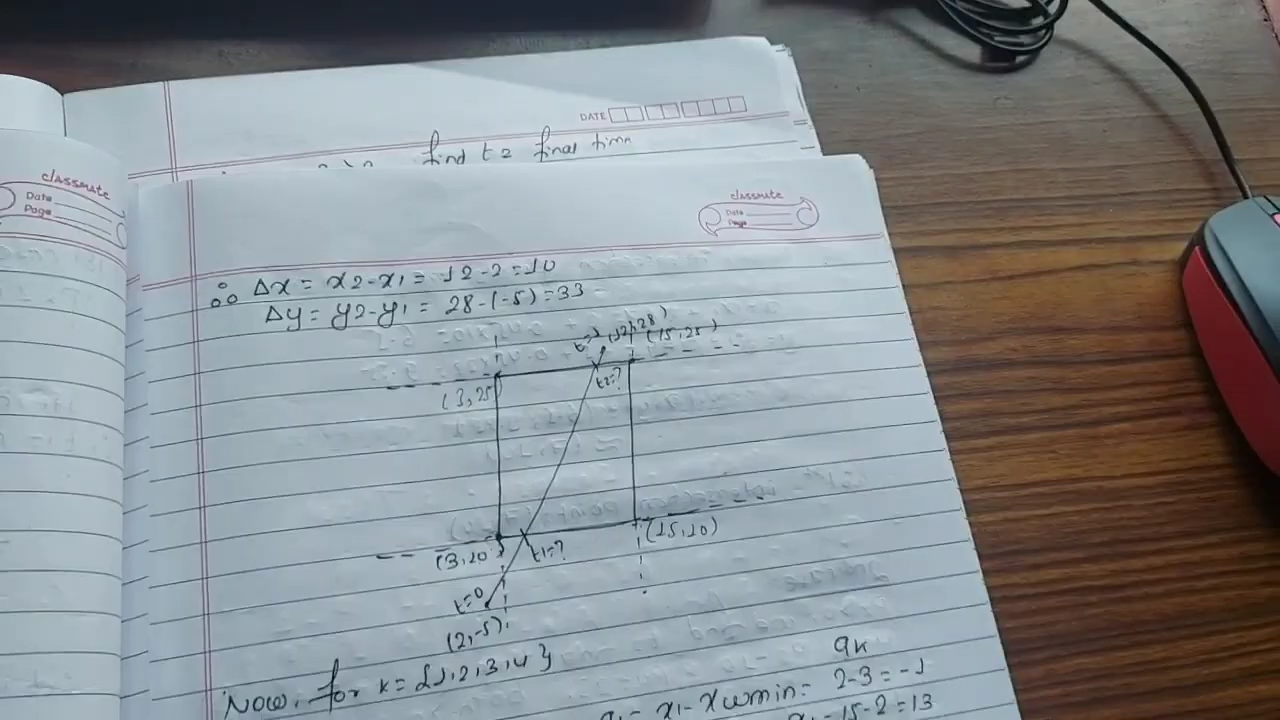 DATE
find t2 final time
classmate
Date
Page
classmate
Date
Page
∴ Δx = x2-x1 = 12-2 = 10
Δy = y2-y1 = 28-(-5) = 33
t=1 (12,28) (15,25)
(3,25) t2=?
(3,10) t1=? (15,10)
t=0
(2,-5)
Now, for k={1,2,3,4}
qk
x1 - xwmin = 2-3 = -1
15-2 = 13